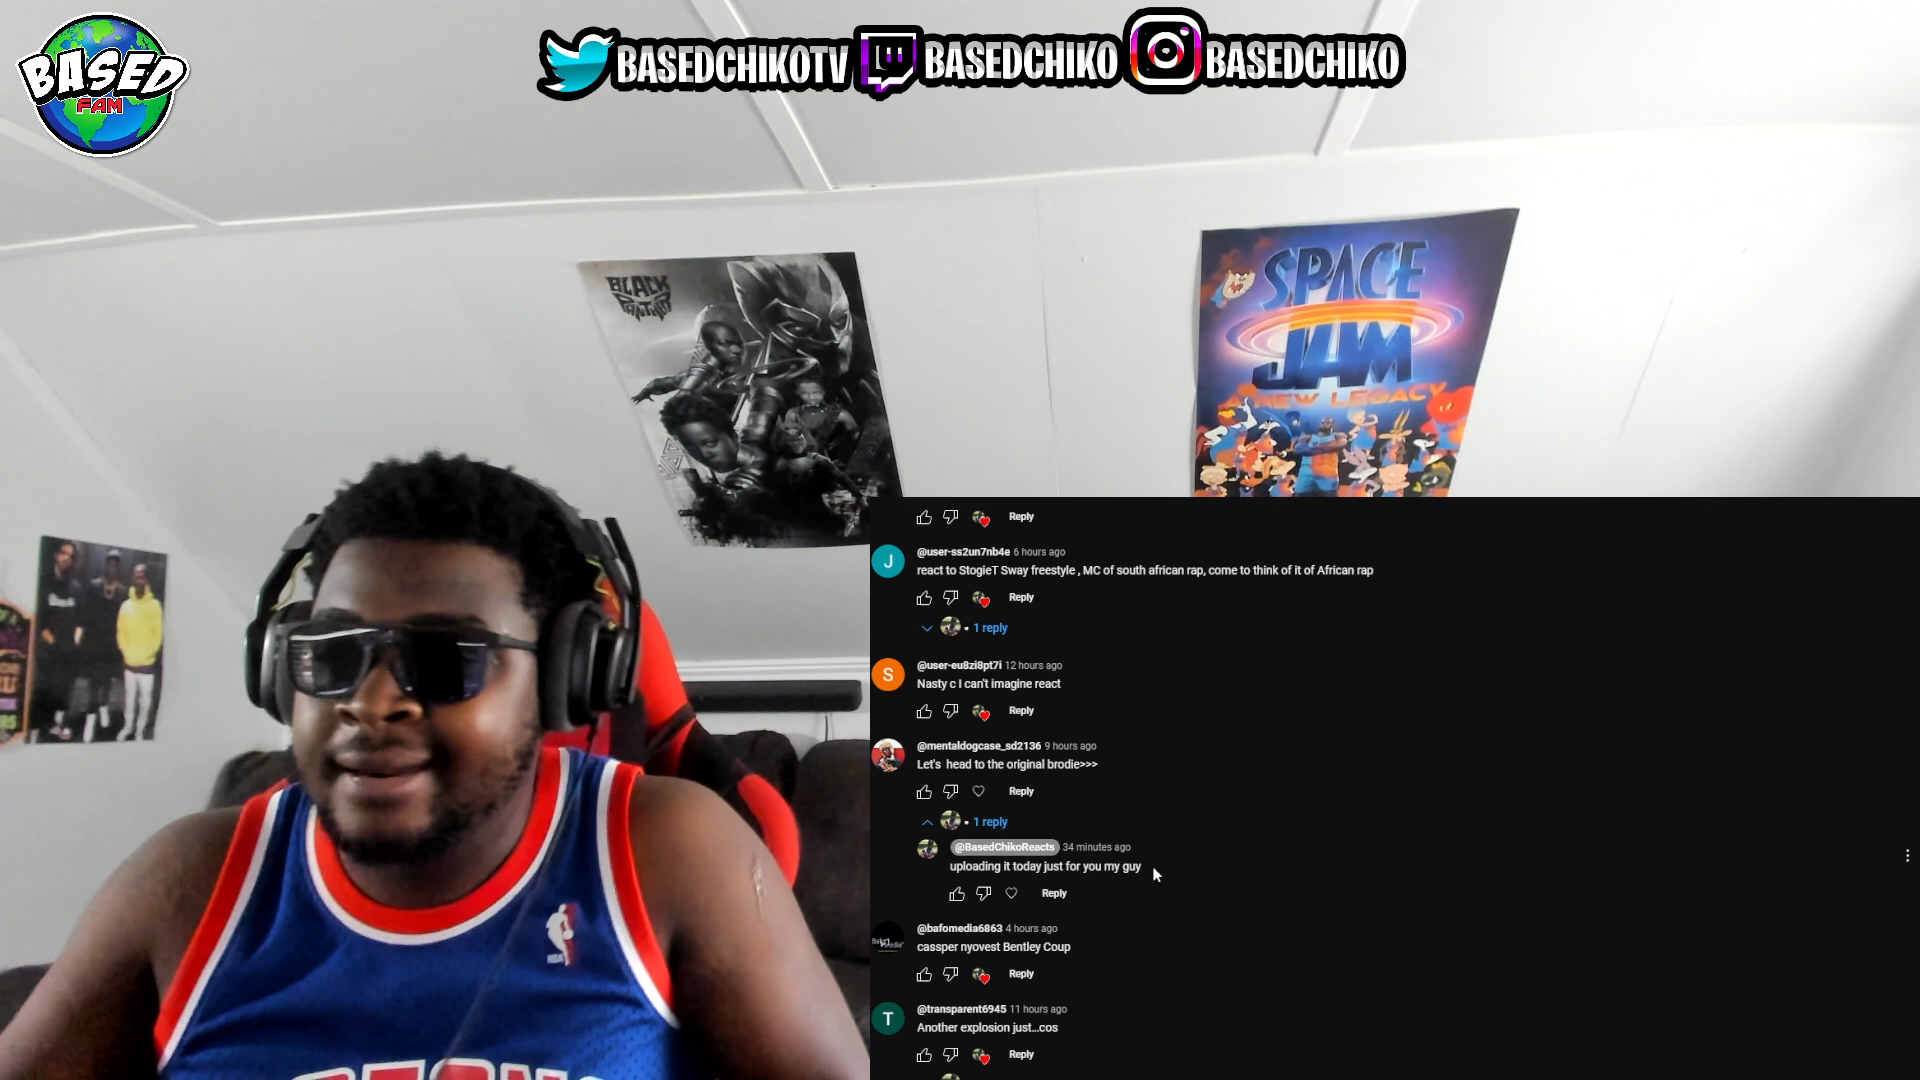 BASED
FAM
BASEDCHIKOTV
BASEDCHIKO
BASEDCHIKO
BLACK
PANTHER
SPACE
JAM
A NEW LEGACY
NBA
Reply
@user-ss2un7nb4e 6 hours ago
react to StogieT Sway freestyle , MC of south african rap, come to think of it of African rap
Reply
• 1 reply
@user-eu8zi8pt7i 12 hours ago
Nasty c I can't imagine react
Reply
@mentaldogcase_sd2136 9 hours ago
Let's head to the original brodie>>>
Reply
• 1 reply
@BasedChikoReacts 34 minutes ago
uploading it today just for you my guy
Reply
@bafomedia6863 4 hours ago
cassper nyovest Bentley Coup
Reply
@transparent6945 11 hours ago
Another explosion just...cos
Reply
J
S
T